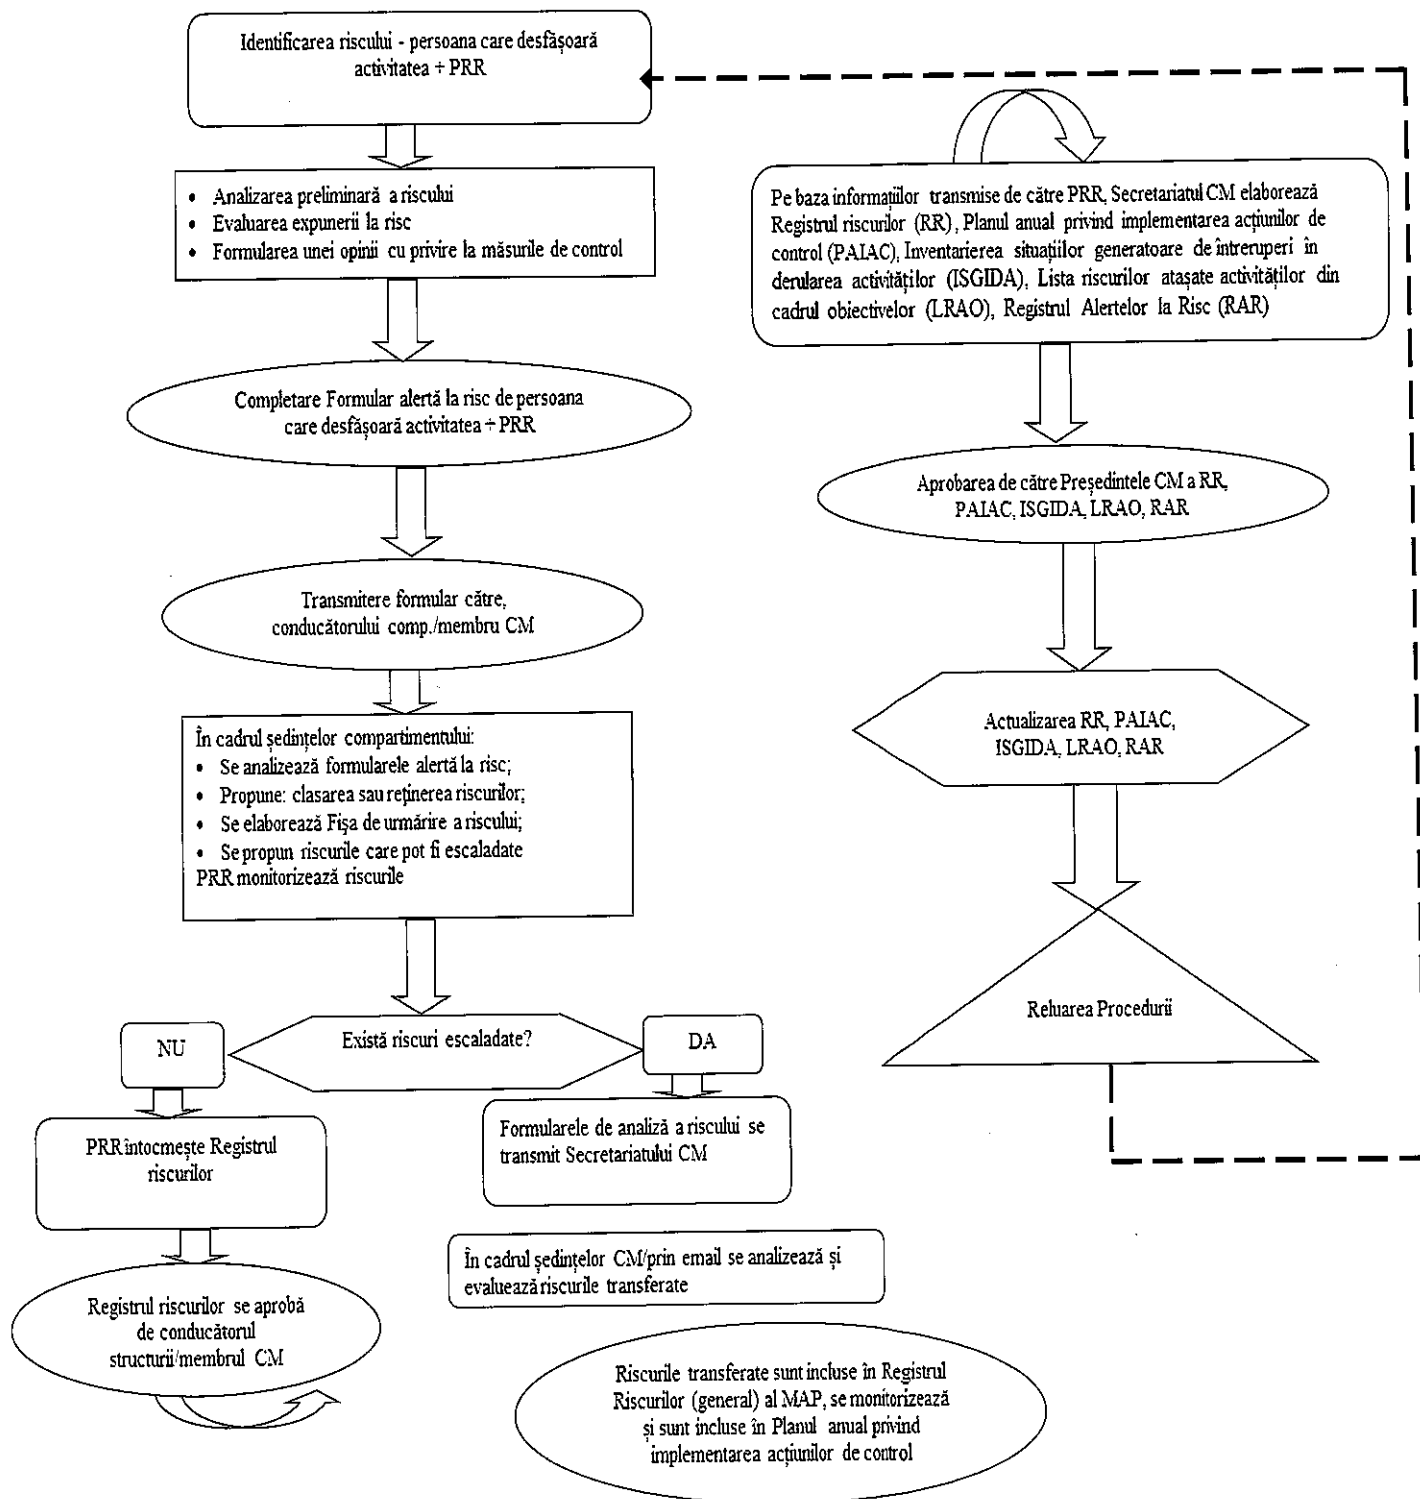 Identificarea riscului - persoana care desfășoară
activitatea + PRR
• Analizarea preliminară a riscului
• Evaluarea expunerii la risc
• Formularea unei opinii cu privire la măsurile de control
Completare Formular alertă la risc de persoana
care desfășoară activitatea + PRR
Transmitere formular către,
conducătorului comp./membru CM
În cadrul ședințelor compartimentului:
• Se analizează formularele alertă la risc;
• Propune: clasarea sau reținerea riscurilor;
• Se elaborează Fișa de urmărire a riscului;
• Se propun riscurile care pot fi escaladate
PRR monitorizează riscurile
Există riscuri escaladate?
NU
DA
PRR întocmește Registrul
riscurilor
Formularele de analiză a riscului se
transmit Secretariatului CM
Registrul riscurilor se aprobă
de conducătorul
structurii/membrul CM
În cadrul ședințelor CM/prin email se analizează și
evaluează riscurile transferate
Riscurile transferate sunt incluse în Registrul
Riscurilor (general) al MAP, se monitorizează
și sunt incluse în Planul anual privind
implementarea acțiunilor de control
Pe baza informațiilor transmise de către PRR, Secretariatul CM elaborează
Registrul riscurilor (RR), Planul anual privind implementarea acțiunilor de
control (PAIAC), Inventarierea situațiilor generatoare de întreruperi în
derularea activităților (ISGIDA), Lista riscurilor atașate activităților din
cadrul obiectivelor (LRAO), Registrul Alertelor la Risc (RAR)
Aprobarea de către Președintele CM a RR,
PAIAC, ISGIDA, LRAO, RAR
Actualizarea RR, PAIAC,
ISGIDA, LRAO, RAR
Reluarea Procedurii